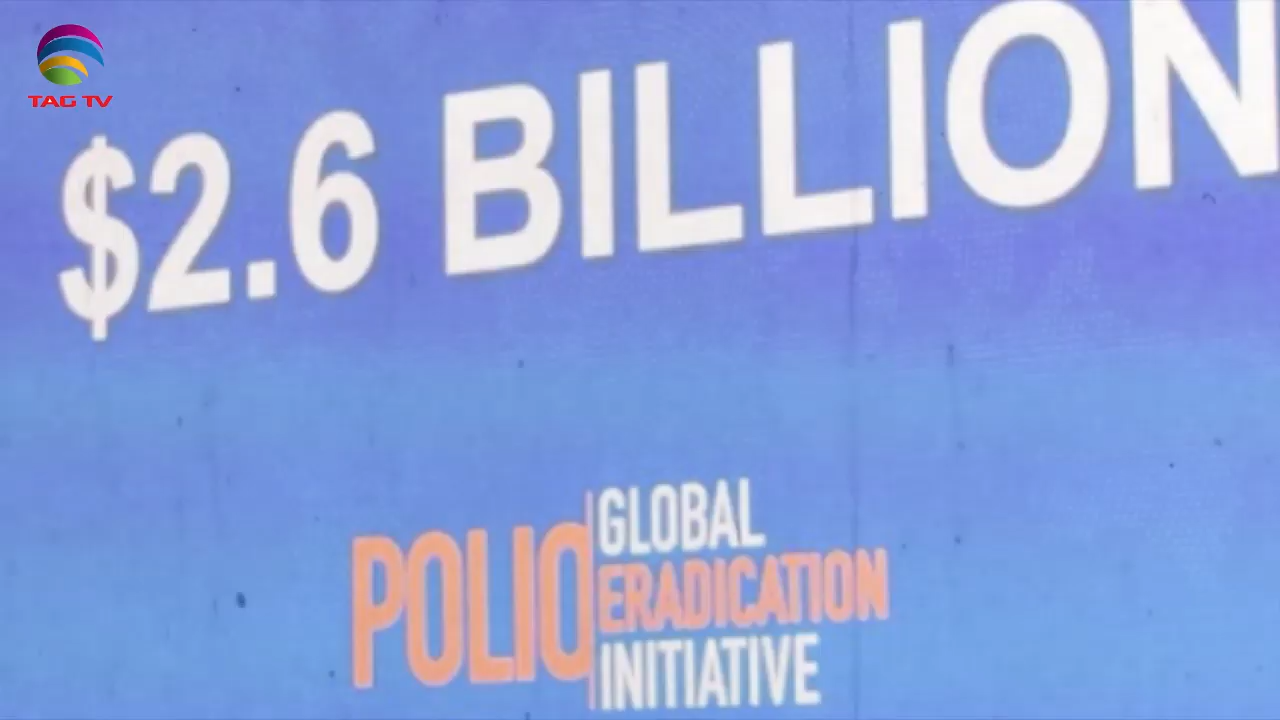 TAG TV
$2.6 BILLION
POLIO
GLOBAL
ERADICATION
INITIATIVE